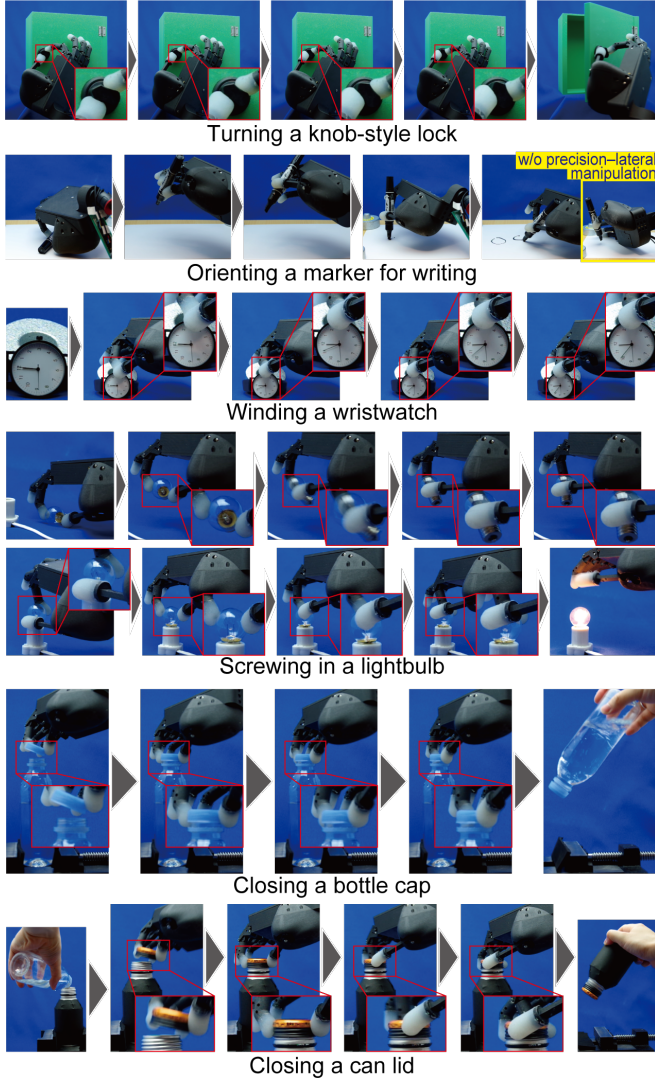 Turning a knob-style lock
w/o precision–lateral
manipulation
Orienting a marker for writing
Winding a wristwatch
Screwing in a lightbulb
Closing a bottle cap
Closing a can lid